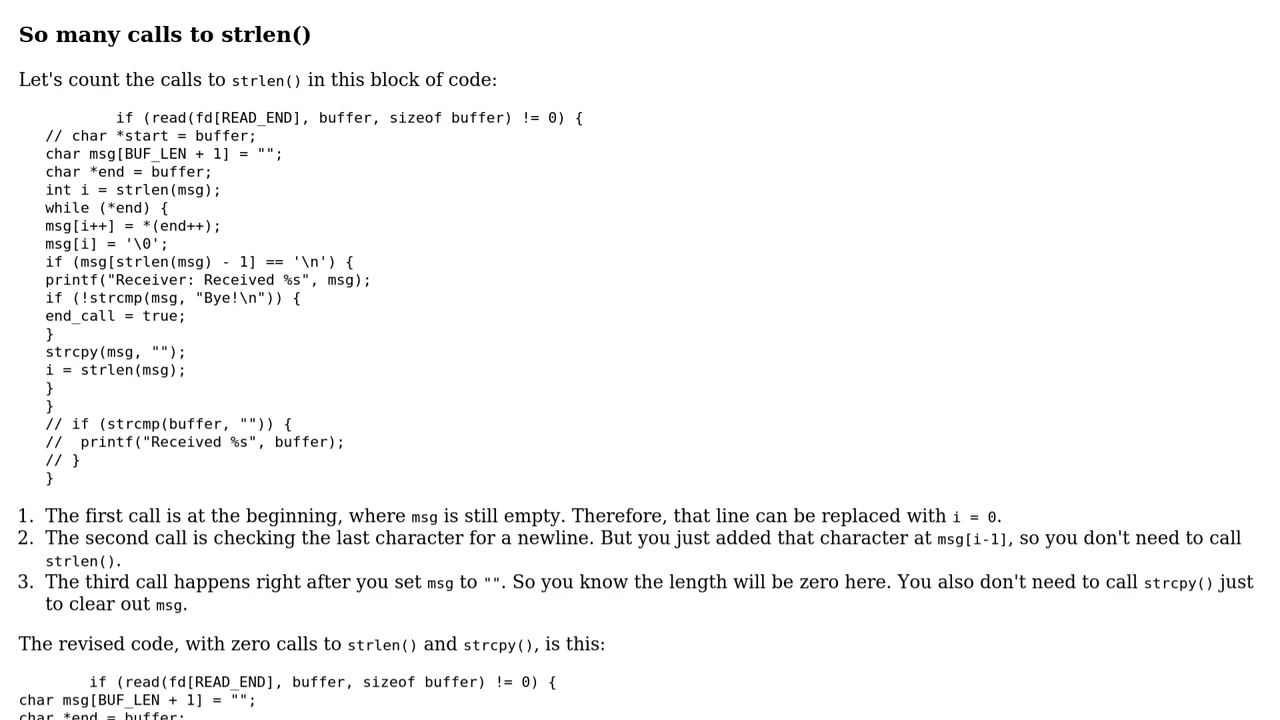 So many calls to strlen()
Let's count the calls to strlen() in this block of code:
if (read(fd[READ_END], buffer, sizeof buffer) != 0) {
// char *start = buffer;
char msg[BUF_LEN + 1] = "";
char *end = buffer;
int i = strlen(msg);
while (*end) {
msg[i++] = *(end++);
msg[i] = '\0';
if (msg[strlen(msg) - 1] == '\n') {
printf("Receiver: Received %s", msg);
if (!strcmp(msg, "Bye!\n")) {
end_call = true;
}
strcpy(msg, "");
i = strlen(msg);
}
}
// if (strcmp(buffer, "")) {
//  printf("Received %s", buffer);
// }
}
1. The first call is at the beginning, where msg is still empty. Therefore, that line can be replaced with i = 0.
2. The second call is checking the last character for a newline. But you just added that character at msg[i-1], so you don't need to call
strlen().
3. The third call happens right after you set msg to "". So you know the length will be zero here. You also don't need to call strcpy() just
to clear out msg.
The revised code, with zero calls to strlen() and strcpy(), is this:
if (read(fd[READ_END], buffer, sizeof buffer) != 0) {
char msg[BUF_LEN + 1] = "";
char *end = buffer;